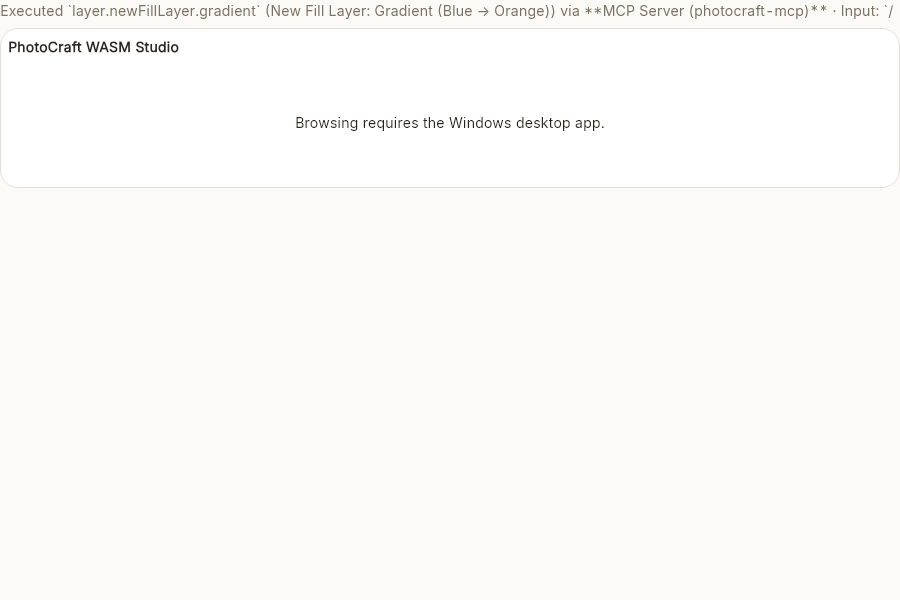 Executed `layer.newFillLayer.gradient` (New Fill Layer: Gradient (Blue → Orange)) via **MCP Server (photocraft-mcp)** · Input: `/
PhotoCraft WASM Studio
Browsing requires the Windows desktop app.